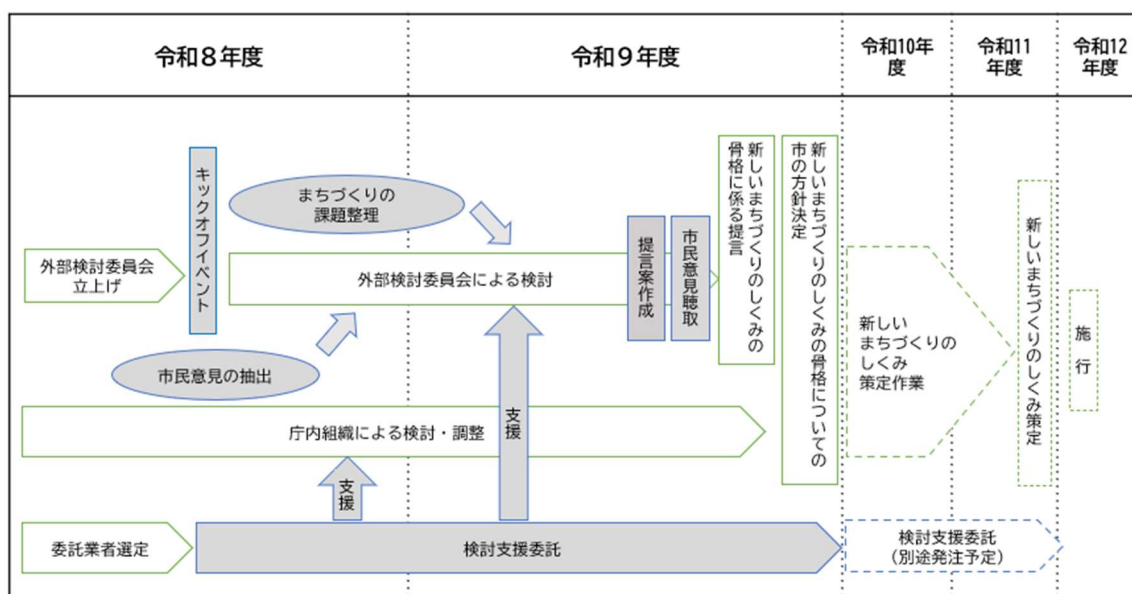 令和８年度
令和９年度
令和10年
度
令和11
年度
令和12
年度
キックオフイベント
まちづくりの
課題整理
新しいまちづくりのしくみの
骨格に係る提言
新しいまちづくりのしくみの骨格についての
市の方針決定
外部検討委員会
立上げ
外部検討委員会による検討
提言案作成
市民意見聴取
新しい
まちづくりの
しくみ
策定作業
新しいまちづくりのしくみ策定
施行
市民意見の抽出
庁内組織による検討・調整
支援
支援
委託業者選定
検討支援委託
検討支援委託
（別途発注予定）